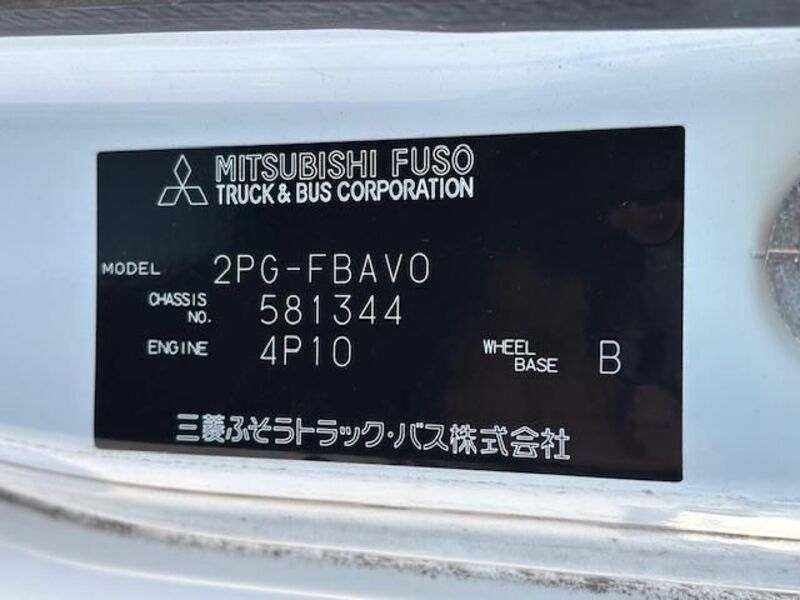 MITSUBISHI FUSO
TRUCK & BUS CORPORATION
MODEL 2PG-FBAV0
CHASSIS NO. 581344
ENGINE 4P10 WHEEL BASE B
三菱ふそうトラック・バス株式会社